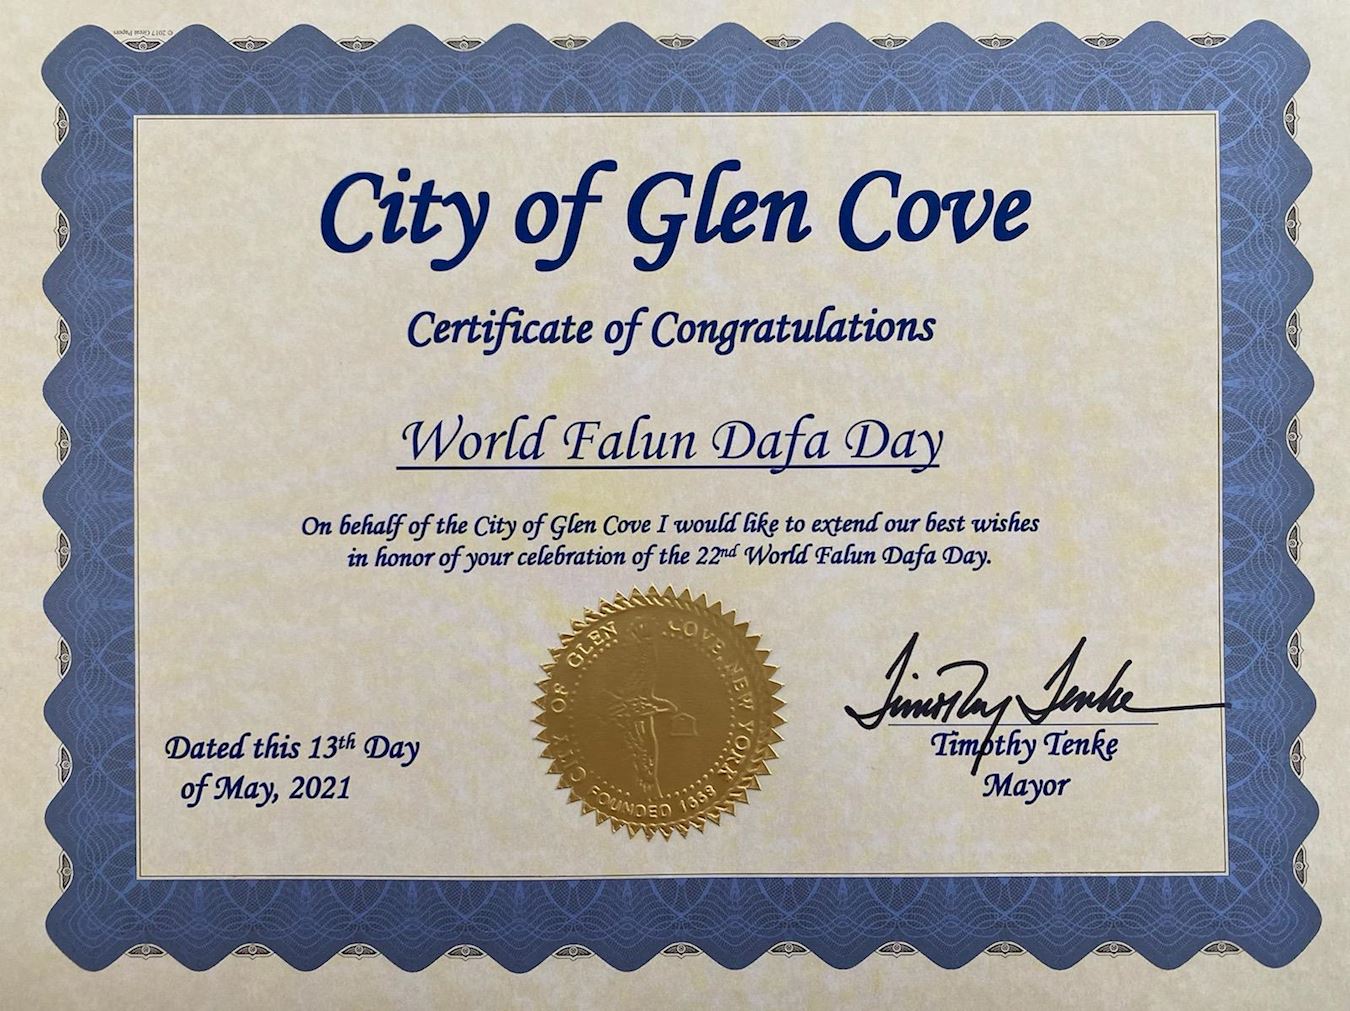 © 2017 Great Papers
City of Glen Cove
Certificate of Congratulations
World Falun Dafa Day
On behalf of the City of Glen Cove I would like to extend our best wishes
in honor of your celebration of the 22nd World Falun Dafa Day.
CITY OF GLEN COVE, NEW YORK
FOUNDED 1668
Timothy Tenke
Dated this 13th Day
of May, 2021
Timothy Tenke
Mayor